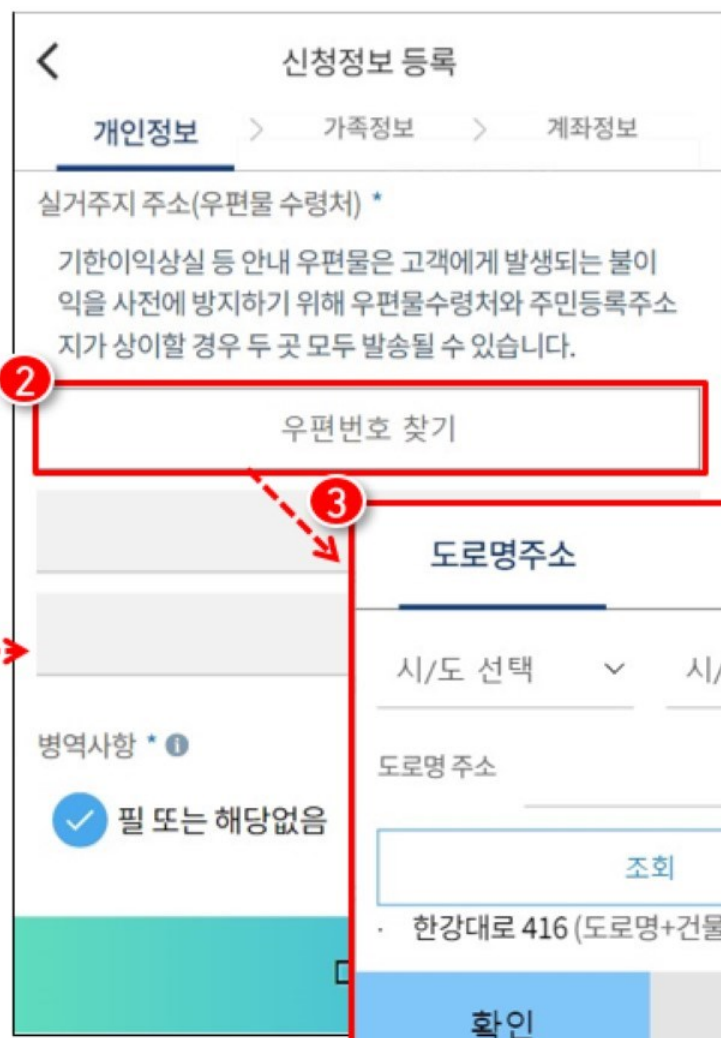 신청정보 등록
개인정보 > 가족정보 > 계좌정보
실거주지 주소(우편물 수령처) *
기한이익상실 등 안내 우편물은 고객에게 발생되는 불이
익을 사전에 방지하기 위해 우편물수령처와 주민등록주소
지가 상이할 경우 두 곳 모두 발송될 수 있습니다.
2
우편번호 찾기
3
도로명주소
시/도 선택 시/
도로명 주소
조회
· 한강대로 416 (도로명+건물
확인
병역사항 *
필 또는 해당없음